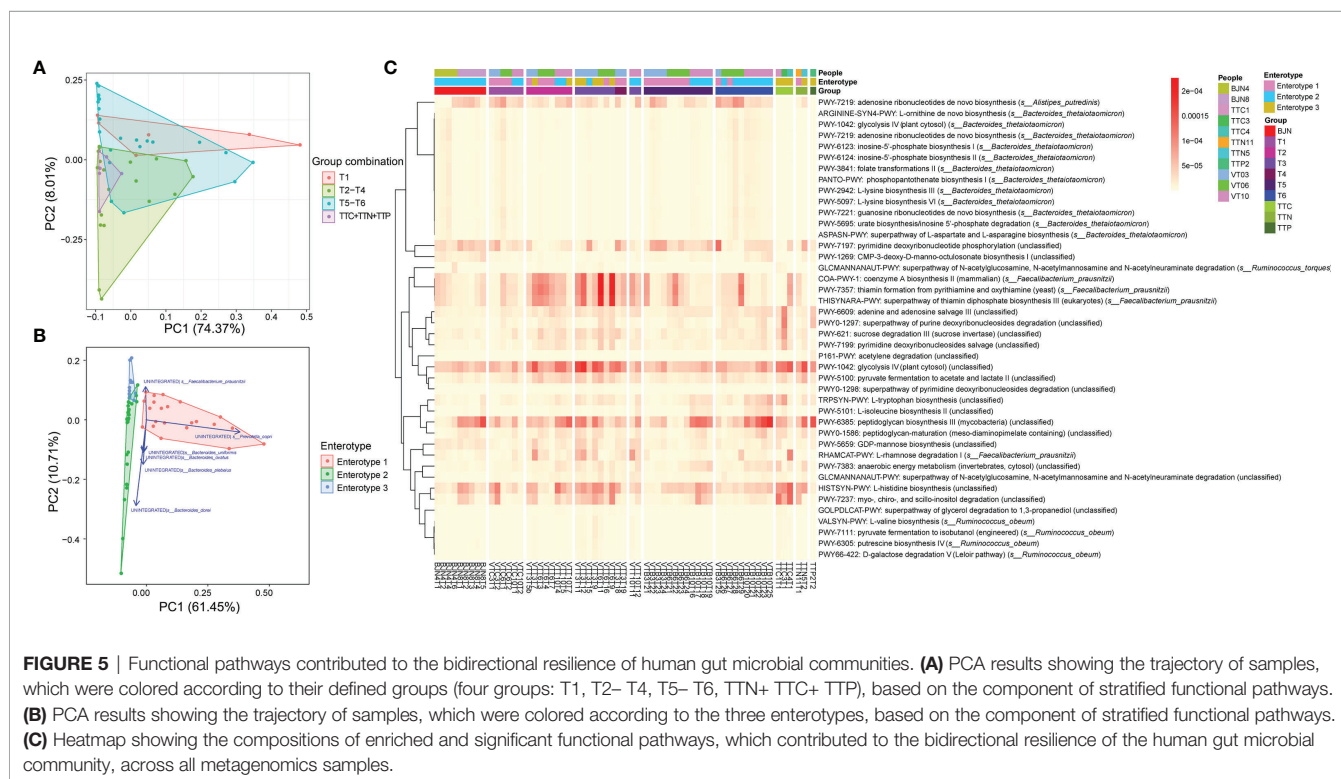 A
0.25
0.00
-0.25
PC2 (8.01%)
-0.1
0.0
0.1
0.2
0.3
0.4
0.5
PC1 (74.37%)
Group combination
T1
T2-T4
T5-T6
TTC+TTN+TTP
B
0.2
0.0
-0.2
-0.4
PC2 (10.71%)
UNINTEGRATED|s__Faecalibacterium_prausnitzii
UNINTEGRATED|s__Prevotella_copri
UNINTEGRATED|s__Bacteroides_uniformis
UNINTEGRATED|s__Bacteroides_ovatus
UNINTEGRATED|s__Bacteroides_plebeius
UNINTEGRATED|s__Bacteroides_dorei
0.00
0.25
0.50
PC1 (61.45%)
Enterotype
Enterotype 1
Enterotype 2
Enterotype 3
C
People
Enterotype
Group
PWY-7219: adenosine ribonucleotides de novo biosynthesis (s__Alistipes_putredinis)
ARGININE-SYN4-PWY: L-ornithine de novo biosynthesis (s__Bacteroides_thetaiotaomicron)
PWY-1042: glycolysis IV (plant cytosol) (s__Bacteroides_thetaiotaomicron)
PWY-7219: adenosine ribonucleotides de novo biosynthesis (s__Bacteroides_thetaiotaomicron)
PWY-6123: inosine-5'-phosphate biosynthesis I (s__Bacteroides_thetaiotaomicron)
PWY-6124: inosine-5'-phosphate biosynthesis II (s__Bacteroides_thetaiotaomicron)
PWY-3841: folate transformations II (s__Bacteroides_thetaiotaomicron)
PANTO-PWY: phosphopantothenate biosynthesis I (s__Bacteroides_thetaiotaomicron)
PWY-2942: L-lysine biosynthesis III (s__Bacteroides_thetaiotaomicron)
PWY-5097: L-lysine biosynthesis VI (s__Bacteroides_thetaiotaomicron)
PWY-7221: guanosine ribonucleotides de novo biosynthesis (s__Bacteroides_thetaiotaomicron)
PWY-5695: urate biosynthesis/inosine 5'-phosphate degradation (s__Bacteroides_thetaiotaomicron)
ASPASN-PWY: superpathway of L-aspartate and L-asparagine biosynthesis (s__Bacteroides_thetaiotaomicron)
PWY-7197: pyrimidine deoxyribonucleotide phosphorylation (unclassified)
PWY-1269: CMP-3-deoxy-D-manno-octulosonate biosynthesis I (unclassified)
GLCMANNANAUT-PWY: superpathway of N-acetylglucosamine, N-acetylmannosamine and N-acetylneuraminate degradation (s__Ruminococcus_torques)
COA-PWY-1: coenzyme A biosynthesis II (mammalian) (s__Faecalibacterium_prausnitzii)
PWY-7357: thiamin formation from pyrithiamine and oxythiamine (yeast) (s__Faecalibacterium_prausnitzii)
THISYNARA-PWY: superpathway of thiamin diphosphate biosynthesis III (eukaryotes) (s__Faecalibacterium_prausnitzii)
PWY-6609: adenine and adenosine salvage III (unclassified)
PWY0-1297: superpathway of purine deoxyribonucleosides degradation (unclassified)
PWY-621: sucrose degradation III (sucrose invertase) (unclassified)
PWY-7199: pyrimidine deoxyribonucleosides salvage (unclassified)
P161-PWY: acetylene degradation (unclassified)
PWY-1042: glycolysis IV (plant cytosol) (unclassified)
PWY-5100: pyruvate fermentation to acetate and lactate II (unclassified)
PWY0-1298: superpathway of pyrimidine deoxyribonucleosides degradation (unclassified)
TRPSYN-PWY: L-tryptophan biosynthesis (unclassified)
PWY-5101: L-isoleucine biosynthesis II (unclassified)
PWY-6385: peptidoglycan biosynthesis III (mycobacteria) (unclassified)
PWY0-1586: peptidoglycan-maturation (meso-diaminopimelate containing) (unclassified)
PWY-5659: GDP-mannose biosynthesis (unclassified)
RHAMCAT-PWY: L-rhamnose degradation I (s__Faecalibacterium_prausnitzii)
PWY-7383: anaerobic energy metabolism (invertebrates, cytosol) (unclassified)
GLCMANNANAUT-PWY: superpathway of N-acetylglucosamine, N-acetylmannosamine and N-acetylneuraminate degradation (unclassified)
HISTSYN-PWY: L-histidine biosynthesis (unclassified)
PWY-7237: myo-, chiro-, and scillo-inositol degradation (unclassified)
GOLPDLCAT-PWY: superpathway of glycerol degradation to 1,3-propanediol (unclassified)
VALSYN-PWY: L-valine biosynthesis (s__Ruminococcus_obeum)
PWY-7111: pyruvate fermentation to isobutanol (engineered) (s__Ruminococcus_obeum)
PWY-6305: putrescine biosynthesis IV (s__Ruminococcus_obeum)
PWY66-422: D-galactose degradation V (Leloir pathway) (s__Ruminococcus_obeum)
2e-04
0.00015
1e-04
5e-05
People
BJN4
BJN8
TTC1
TTC3
TTC4
TTN11
TTN5
TTP2
VT03
VT06
VT10
Enterotype
Enterotype 1
Enterotype 2
Enterotype 3
Group
BJN
T1
T2
T3
T4
T5
T6
TTC
TTN
TTP
FIGURE 5 | Functional pathways contributed to the bidirectional resilience of human gut microbial communities. (A) PCA results showing the trajectory of samples,
which were colored according to their defined groups (four groups: T1, T2– T4, T5– T6, TTN+ TTC+ TTP), based on the component of stratified functional pathways.
(B) PCA results showing the trajectory of samples, which were colored according to the three enterotypes, based on the component of stratified functional pathways.
(C) Heatmap showing the compositions of enriched and significant functional pathways, which contributed to the bidirectional resilience of the human gut microbial
community, across all metagenomics samples.